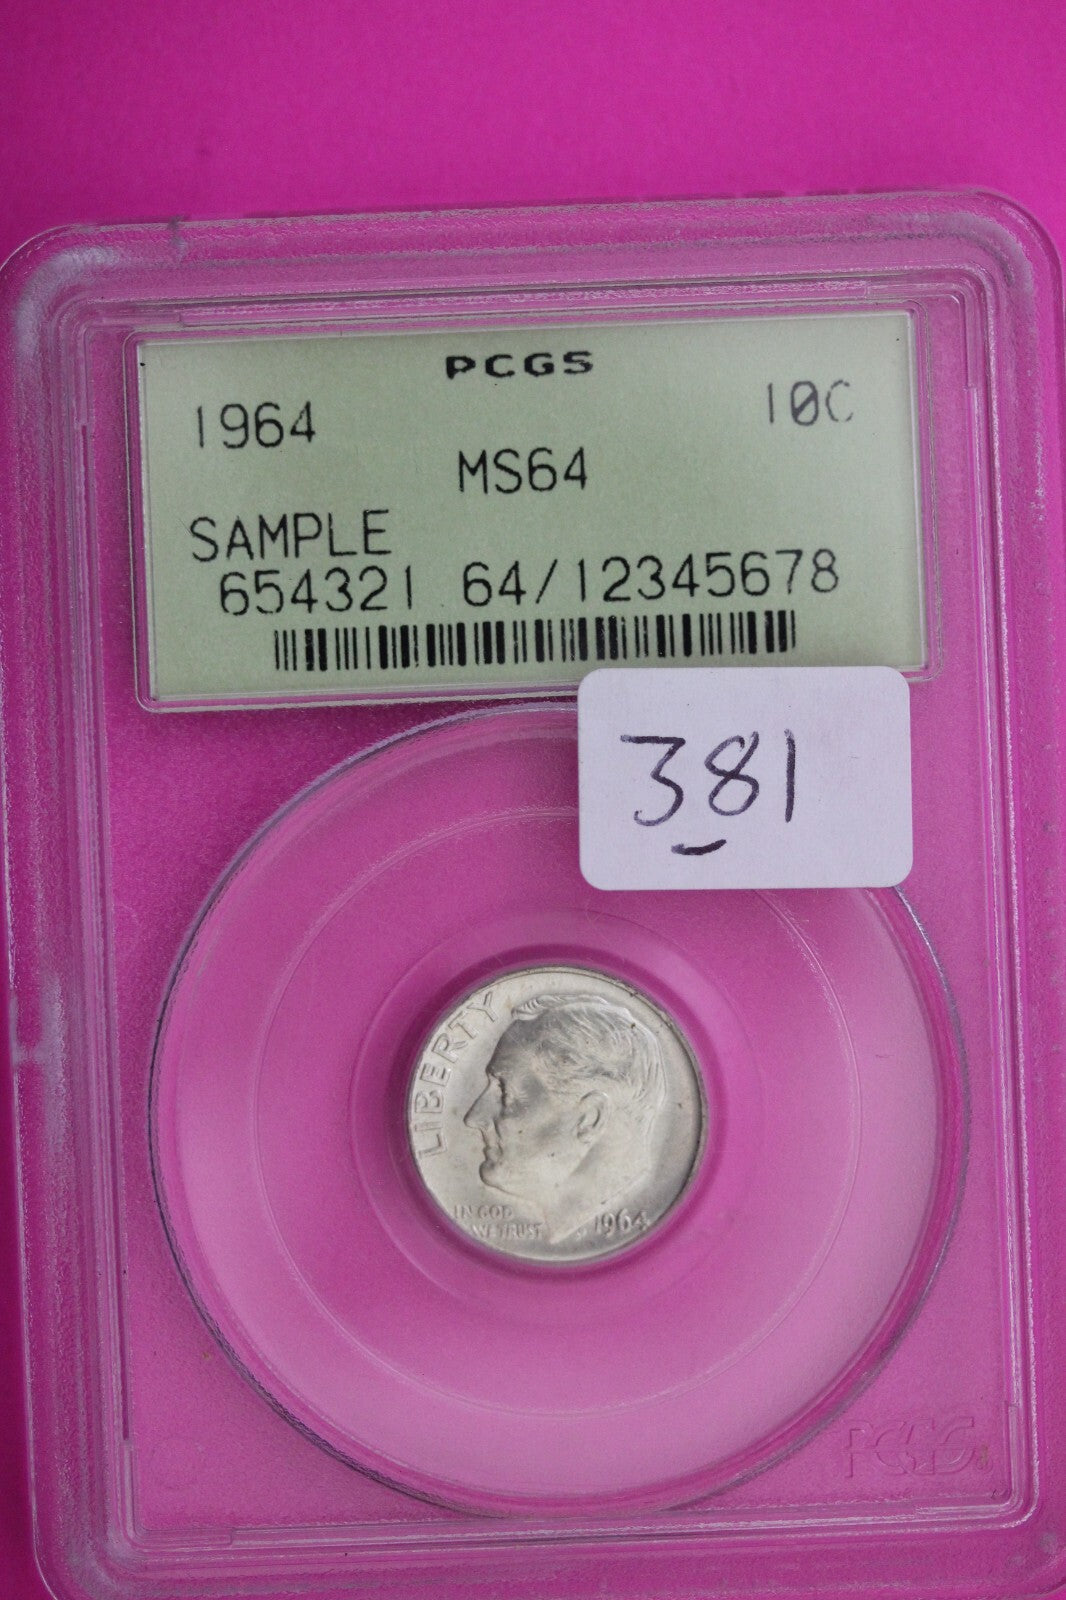 PCGS
1964 10C
MS64
SAMPLE
654321 64/12345678
381
LIBERTY
IN GOD
WE TRUST
1964
PCGS